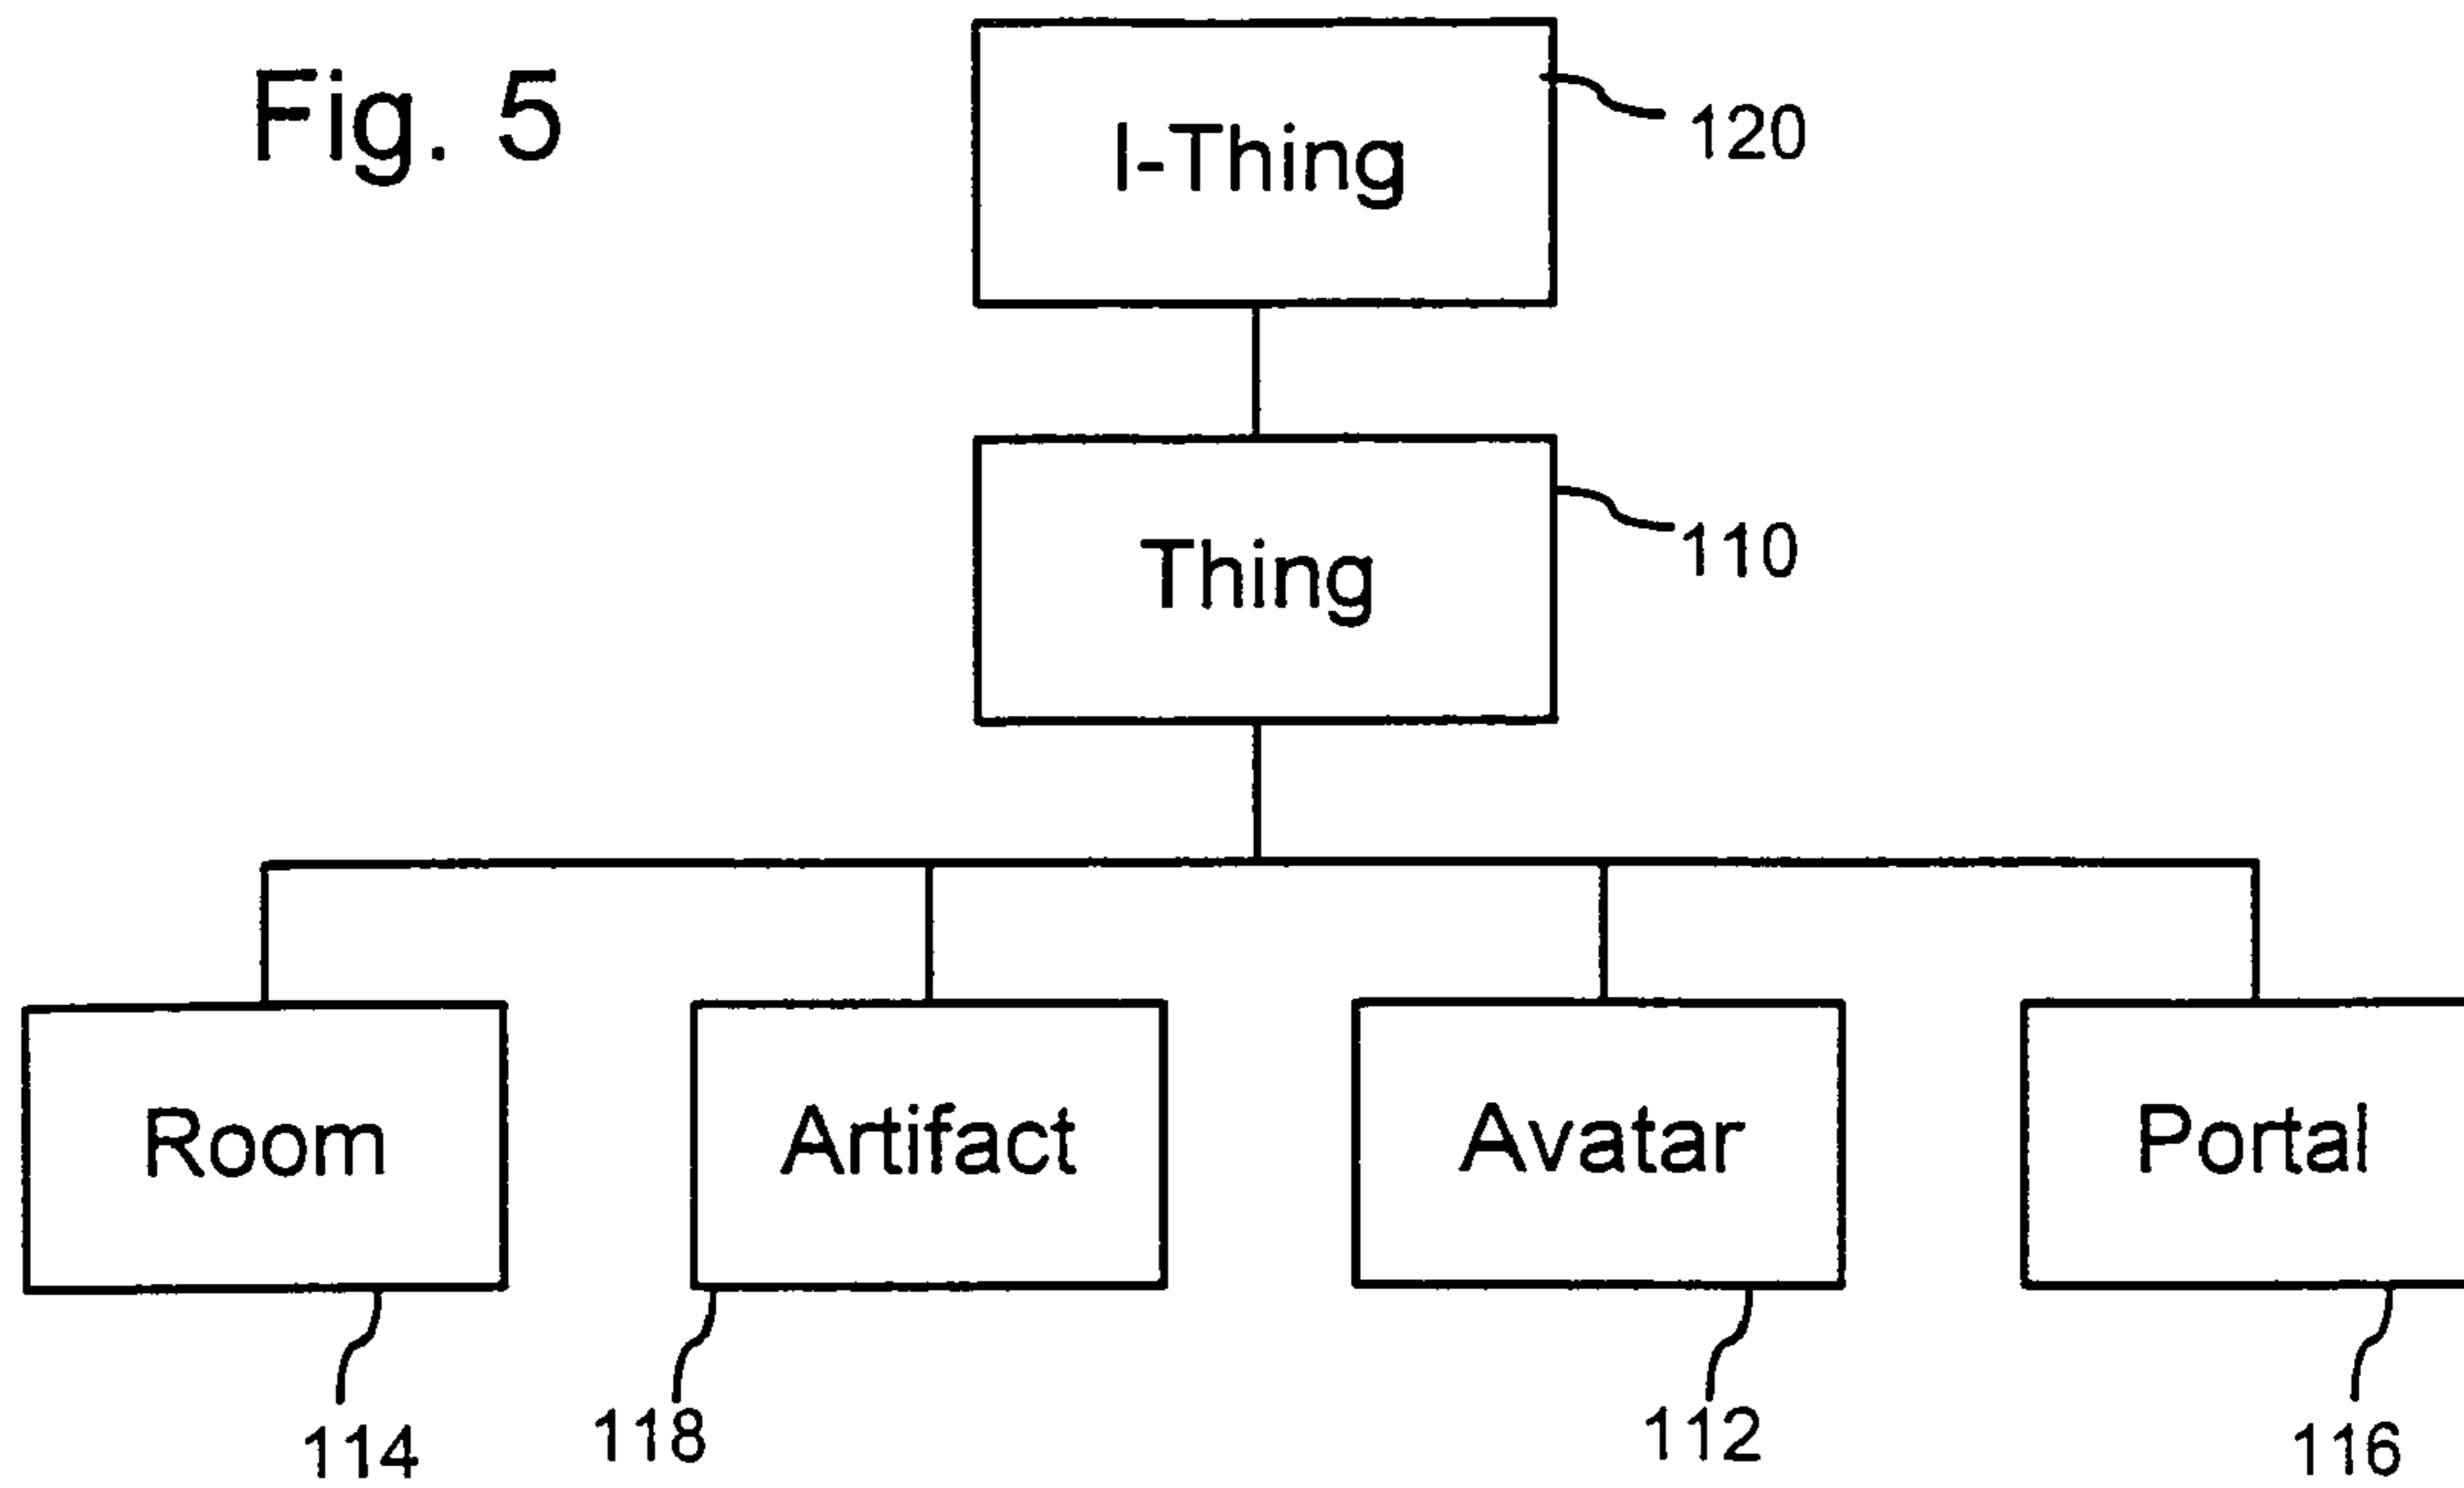 Fig. 5
I-Thing
120
Thing
110
Room
Artifact
Avatar
Portal
114
118
112
116